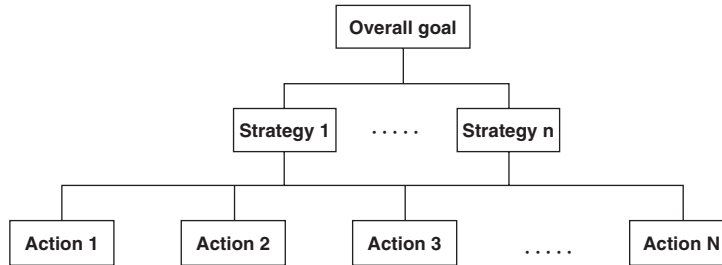 Overall goal
Strategy 1 ..... Strategy n
Action 1 Action 2 Action 3 ..... Action N